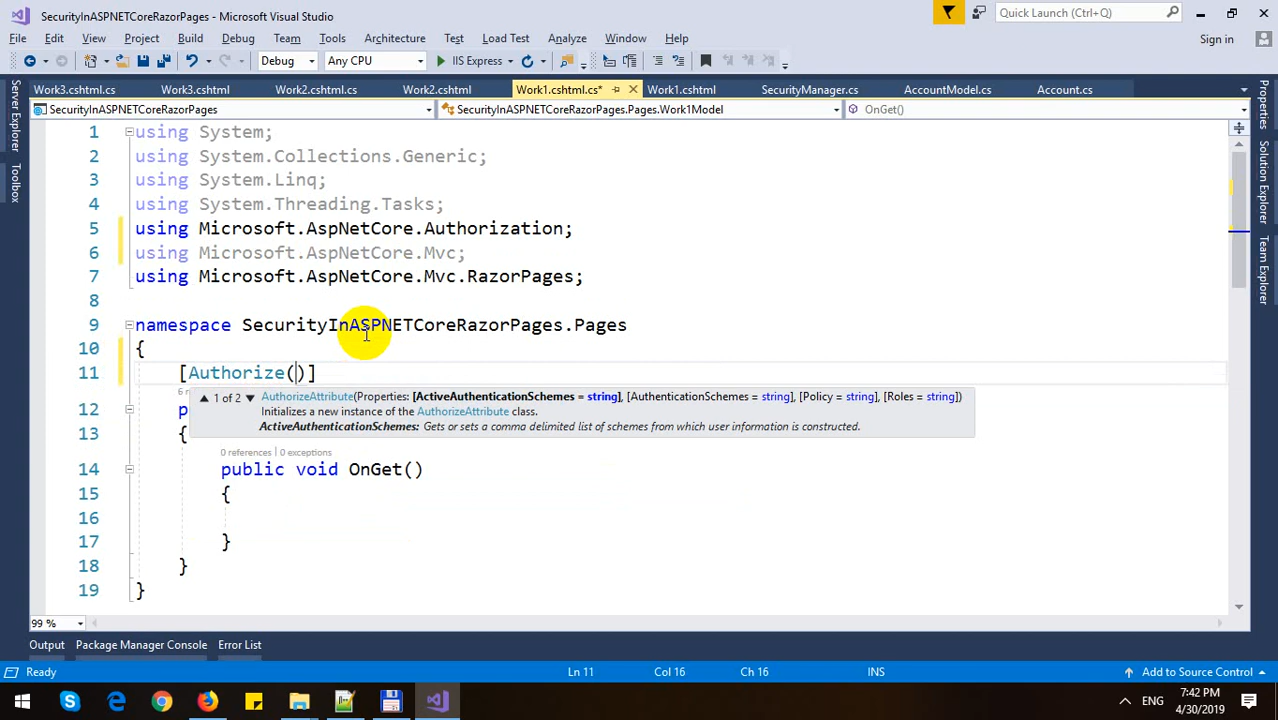 SecurityInASPNETCoreRazorPages - Microsoft Visual Studio
Quick Launch (Ctrl+Q)
File Edit View Project Build Debug Team Tools Architecture Test Load Test Analyze Window Help
Sign in
Debug Any CPU IIS Express
Work3.cshtml.cs Work3.cshtml Work2.cshtml.cs Work2.cshtml Work1.cshtml.cs* Work1.cshtml SecurityManager.cs AccountModel.cs Account.cs
SecurityInASPNETCoreRazorPages SecurityInASPNETCoreRazorPages.Pages.Work1Model OnGet()
Server Explorer
Toolbox
Properties
Solution Explorer
Team Explorer
1 using System;
2 using System.Collections.Generic;
3 using System.Linq;
4 using System.Threading.Tasks;
5 using Microsoft.AspNetCore.Authorization;
6 using Microsoft.AspNetCore.Mvc;
7 using Microsoft.AspNetCore.Mvc.RazorPages;
8
9 namespace SecurityInASPNETCoreRazorPages.Pages
10 {
11 [Authorize()]
1 of 2 AuthorizeAttribute(Properties: [ActiveAuthenticationSchemes = string], [AuthenticationSchemes = string], [Policy = string], [Roles = string])
Initializes a new instance of the AuthorizeAttribute class.
ActiveAuthenticationSchemes: Gets or sets a comma delimited list of schemes from which user information is constructed.
12
13 {
0 references | 0 exceptions
14 public void OnGet()
15 {
16
17 }
18 }
19 }
99 %
Output Package Manager Console Error List
Ready Ln 11 Col 16 Ch 16 INS Add to Source Control
ENG
7:42 PM
4/30/2019